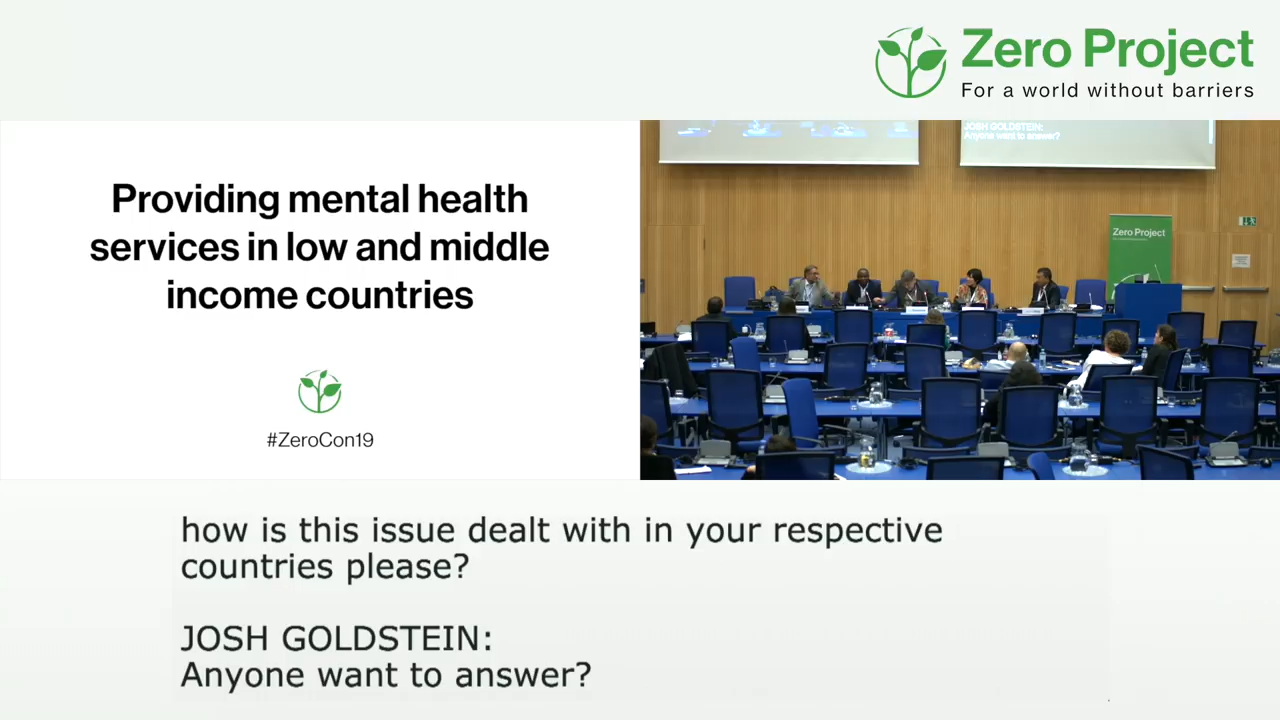 Zero Project
For a world without barriers
Providing mental health
services in low and middle
income countries
#ZeroCon19
JOSH GOLDSTEIN:
Anyone want to answer?
Zero Project
how is this issue dealt with in your respective
countries please?
JOSH GOLDSTEIN:
Anyone want to answer?